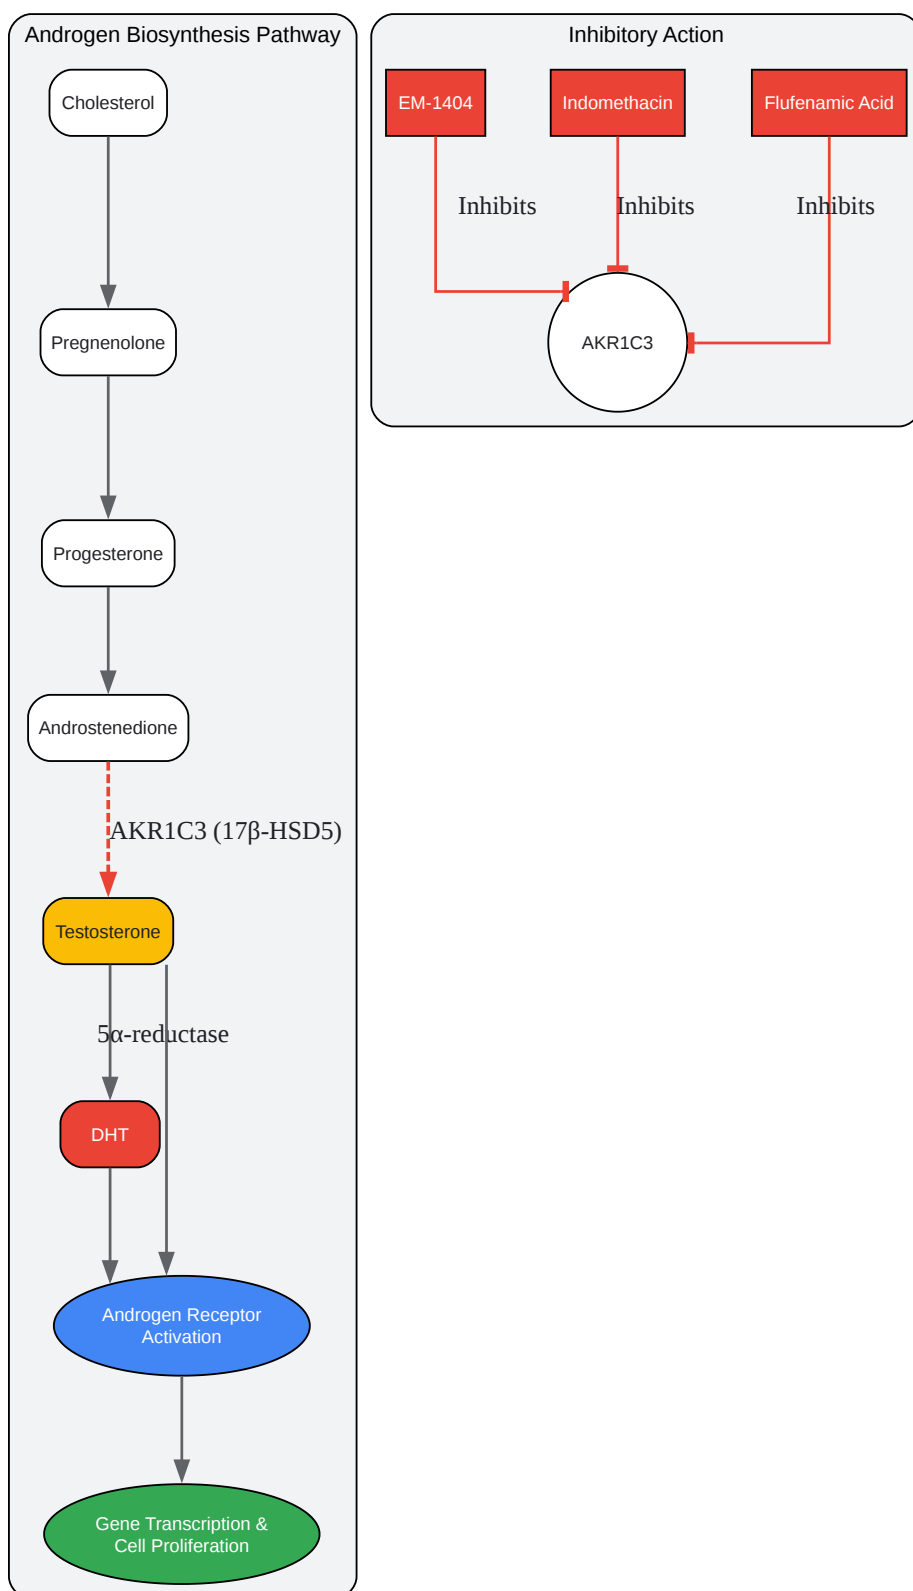 Androgen Biosynthesis Pathway
Cholesterol
Pregnenolone
Progesterone
Androstenedione
AKR1C3 (17β-HSD5)
Testosterone
5α-reductase
DHT
Androgen Receptor
Activation
Gene Transcription &
Cell Proliferation
Inhibitory Action
EM-1404
Indomethacin
Flufenamic Acid
Inhibits
Inhibits
Inhibits
AKR1C3